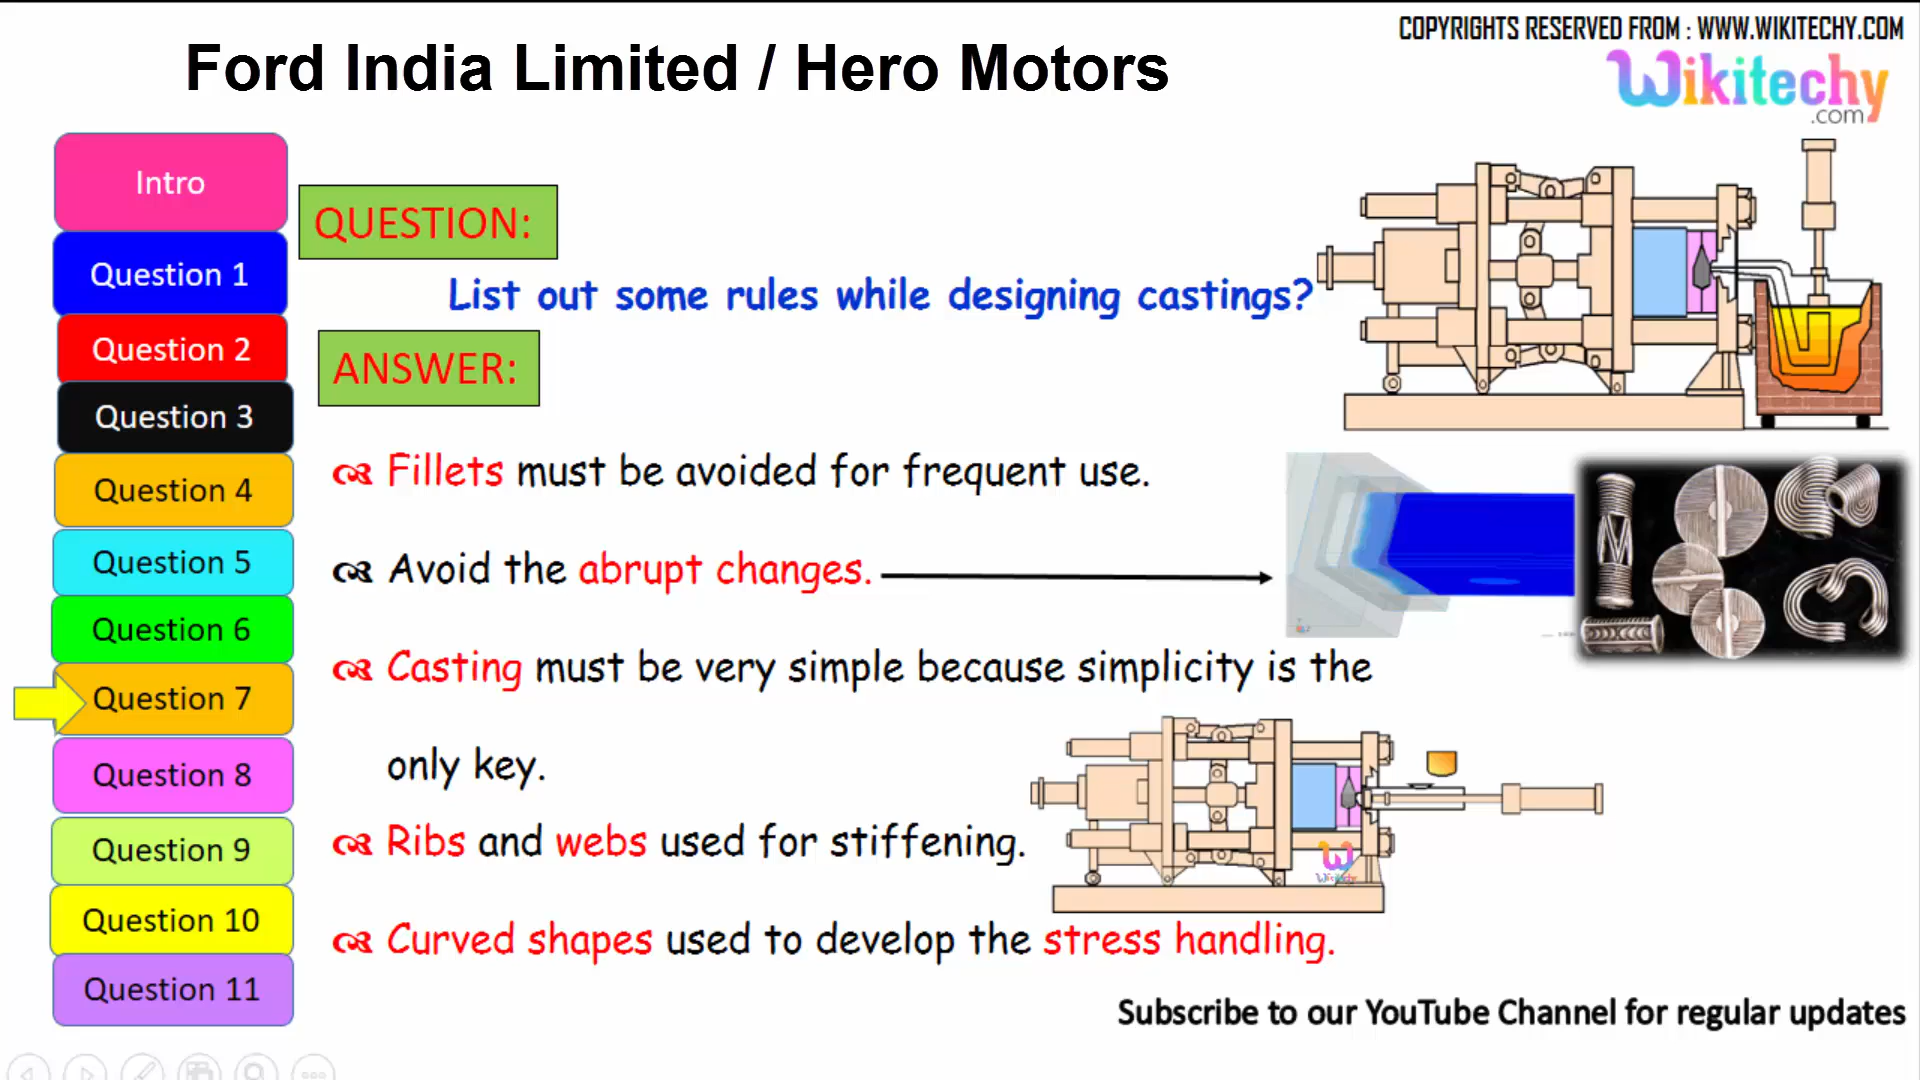 COPYRIGHTS RESERVED FROM : WWW.WIKITECHY.COM
Ford India Limited / Hero Motors
Wikitechy
.com
Intro
Question 1
Question 2
Question 3
Question 4
Question 5
Question 6
Question 7
Question 8
Question 9
Question 10
Question 11
QUESTION:
List out some rules while designing castings?
ANSWER:
Fillets must be avoided for frequent use.
Avoid the abrupt changes.
Casting must be very simple because simplicity is the
only key.
Ribs and webs used for stiffening.
Wikitechy
Curved shapes used to develop the stress handling.
Subscribe to our YouTube Channel for regular updates